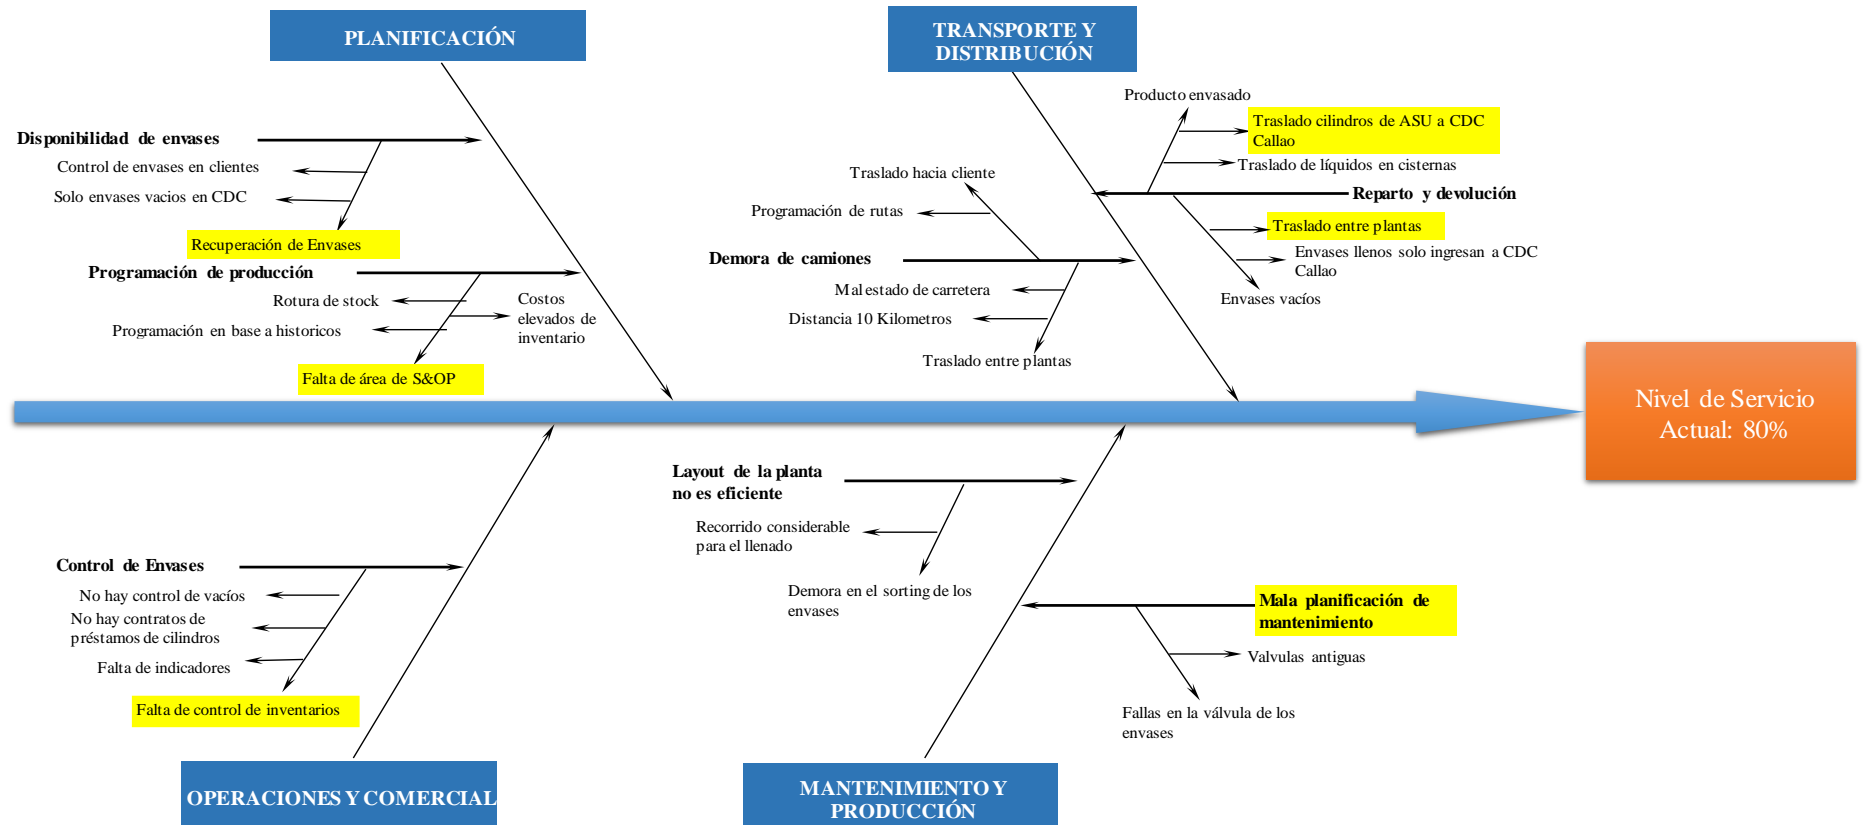 PLANIFICACIÓN
TRANSPORTE Y
DISTRIBUCIÓN
Disponibilidad de envases
Control de envases en clientes
Solo envases vacios en CDC
Recuperación de Envases
Programación de producción
Rotura de stock
Programación en base a historicos
Costos
elevados de
inventario
Falta de área de S&OP
Producto envasado
Traslado cilindros de ASU a CDC
Callao
Traslado de líquidos en cisternas
Reparto y devolución
Traslado entre plantas
Envases llenos solo ingresan a CDC
Callao
Envases vacíos
Traslado hacia cliente
Programación de rutas
Demora de camiones
Mal estado de carretera
Distancia 10 Kilometros
Traslado entre plantas
Nivel de Servicio
Actual: 80%
Control de Envases
No hay control de vacíos
No hay contratos de
préstamos de cilindros
Falta de indicadores
Falta de control de inventarios
Layout de la planta
no es eficiente
Recorrido considerable
para el llenado
Demora en el sorting de los
envases
Mala planificación de
mantenimiento
Valvulas antiguas
Fallas en la válvula de los
envases
OPERACIONES Y COMERCIAL
MANTENIMIENTO Y
PRODUCCIÓN